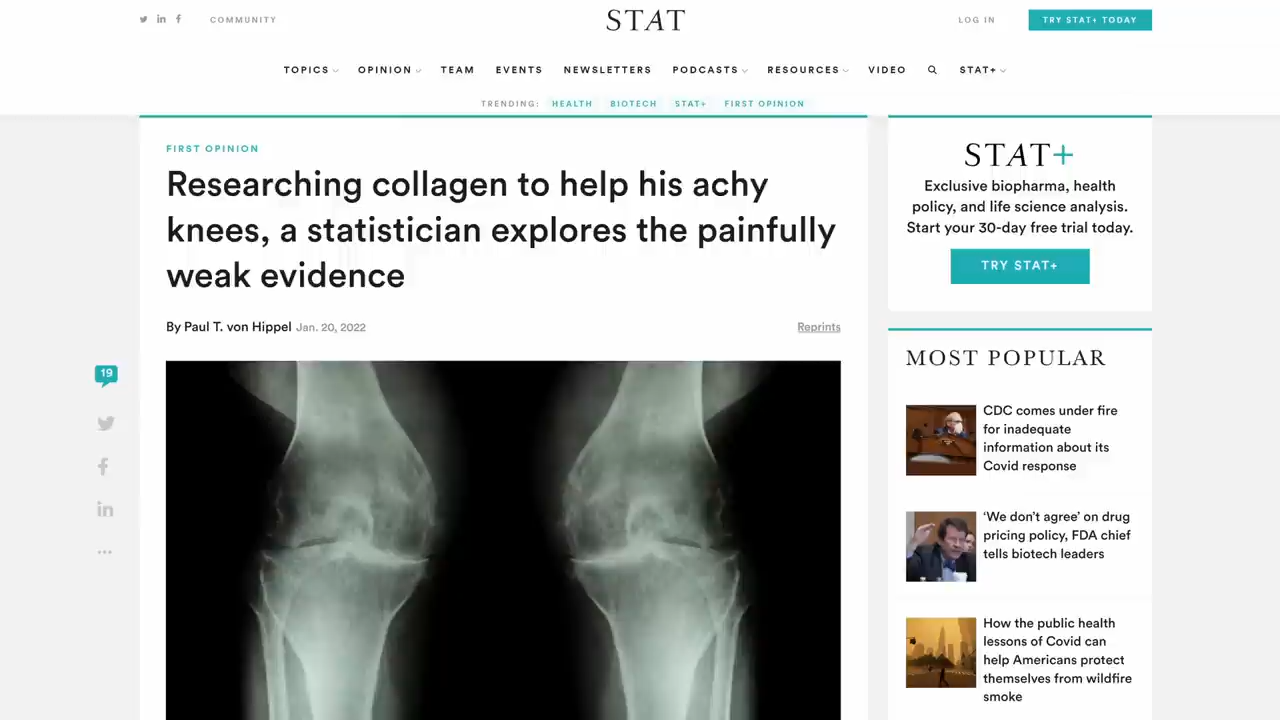 COMMUNITY
STAT
LOG IN
TRY STAT+ TODAY
TOPICS
OPINION
TEAM
EVENTS
NEWSLETTERS
PODCASTS
RESOURCES
VIDEO
STAT+
TRENDING:
HEALTH
BIOTECH
STAT+
FIRST OPINION
FIRST OPINION
Researching collagen to help his achy
knees, a statistician explores the painfully
weak evidence
By Paul T. von Hippel Jan. 20, 2022
Reprints
19
STAT+
Exclusive biopharma, health
policy, and life science analysis.
Start your 30-day free trial today.
TRY STAT+
MOST POPULAR
CDC comes under fire
for inadequate
information about its
Covid response
‘We don’t agree’ on drug
pricing policy, FDA chief
tells biotech leaders
How the public health
lessons of Covid can
help Americans protect
themselves from wildfire
smoke